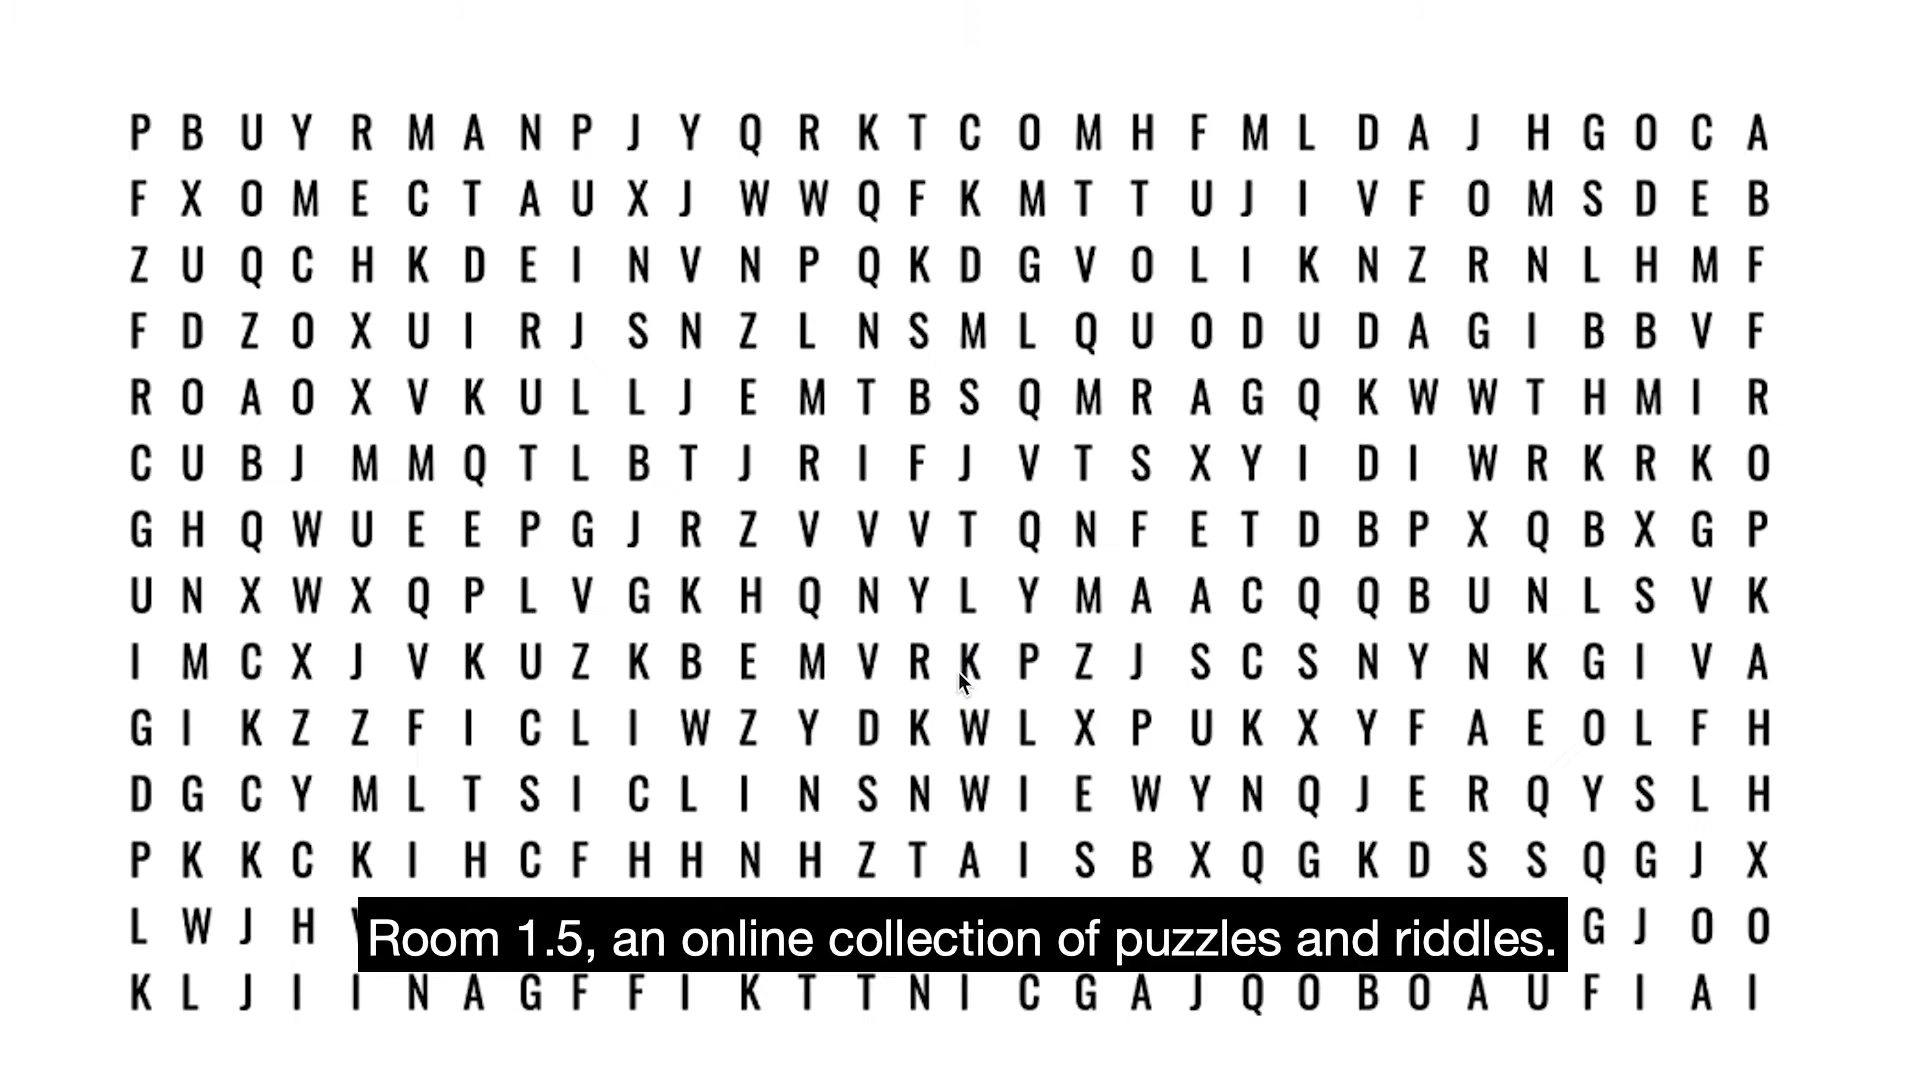 P B U Y R M A N P J Y Q R K T C O M H F M L D A J H G O C A
F X O M E C T A U X J W W Q F K M T T U J I V F O M S D E B
Z U Q C H K D E I N V N P Q K D G V O L I K N Z R N L H M F
F D Z O X U I R J S N Z L N S M L Q U O D U D A G I B B V F
R O A O X V K U L L J E M T B S Q M R A G Q K W W T H M I R
C U B J M M Q T L B T J R I F J V T S X Y I D I W R K R K O
G H Q W U E E P G J R Z V V V T Q N F E T D B P X Q B X G P
U N X W X Q P L V G K H Q N Y L Y M A A C Q Q B U N L S V K
I M C X J V K U Z K B E M V R K P Z J S C S N Y N K G I V A
G I K Z Z F I C L I W Z Y D K W L X P U K X Y F A E O L F H
D G C Y M L T S I C L I N S N W I E W Y N Q J E R Q Y S L H
P K K C K I H C F H H N H Z T A I S B X Q G K D S S Q G J X
L W J H G J O O
Room 1.5, an online collection of puzzles and riddles.
K L J I I N A G F F I K T T N I C G A J Q O B O A U F I A I